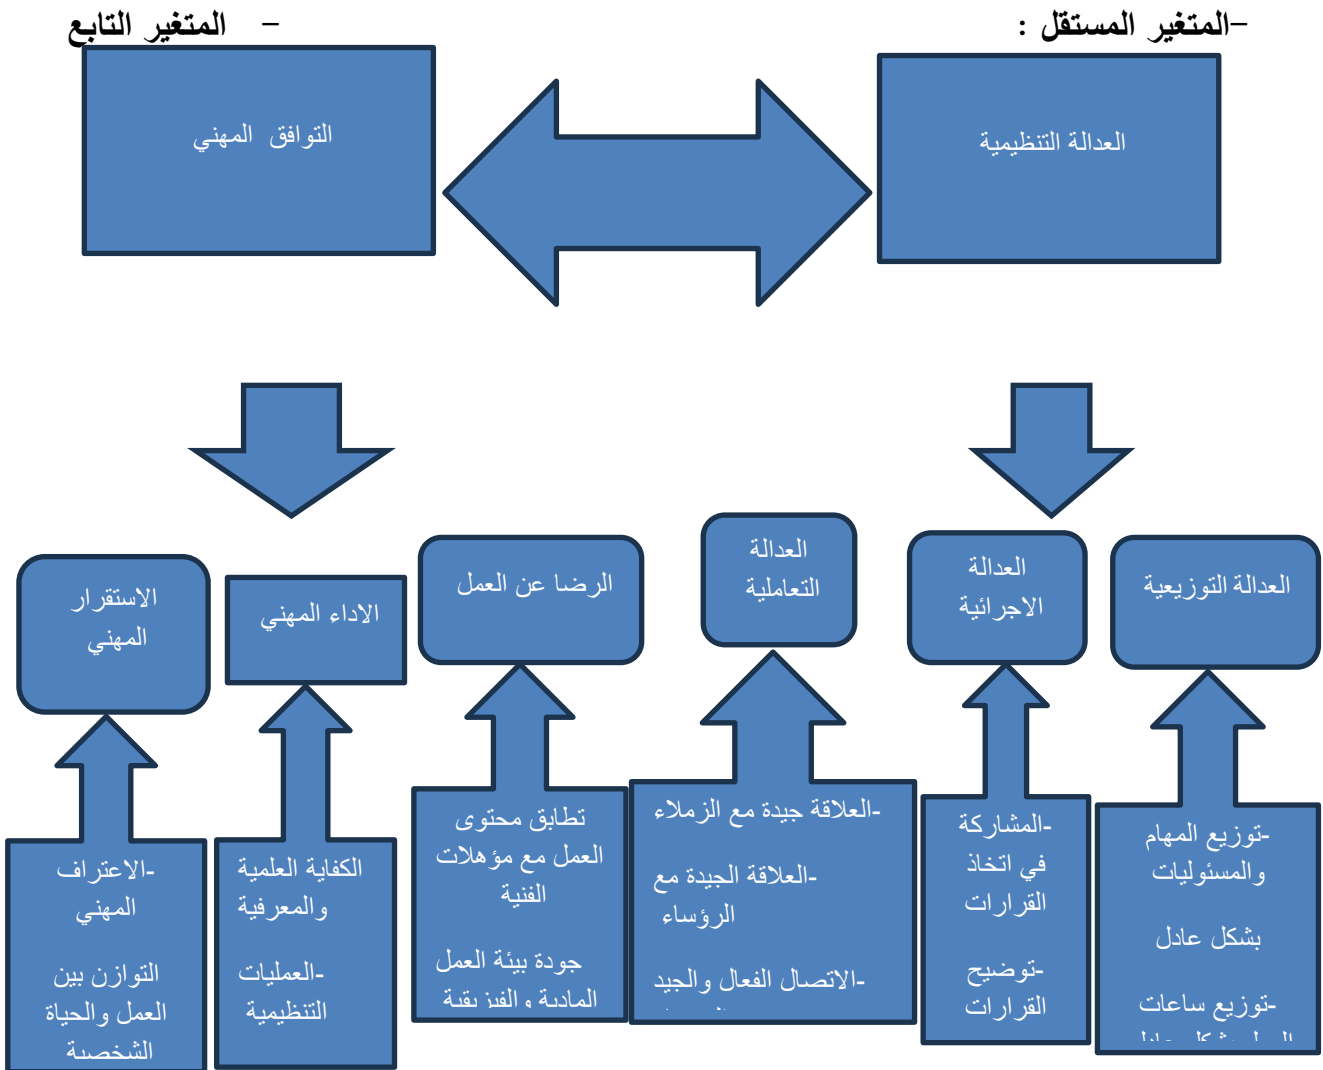 -المتغير المستقل :
- المتغير التابع
العدالة التنظيمية
التوافق المهني
العدالة التوزيعية
العدالة
الاجرائية
العدالة
التعاملية
الرضا عن العمل
الاداء المهني
الاستقرار
المهني
-توزيع المهام
والمسئوليات
بشكل عادل
-توزيع ساعات
بشكل عادل
-المشاركة
في اتخاذ
القرارات
-توضيح
القرارات
-العلاقة جيدة مع الزملاء
-العلاقة الجيدة مع
الرؤساء
-الاتصال الفعال والجيد
تطابق محتوى
العمل مع مؤهلات
الفنية
جودة بيئة العمل
المادية والفيزيقية
الكفاية العلمية
والمعرفية
-العمليات
التنظيمية
-الاعتراف
المهني
التوازن بين
العمل والحياة
الشخصية